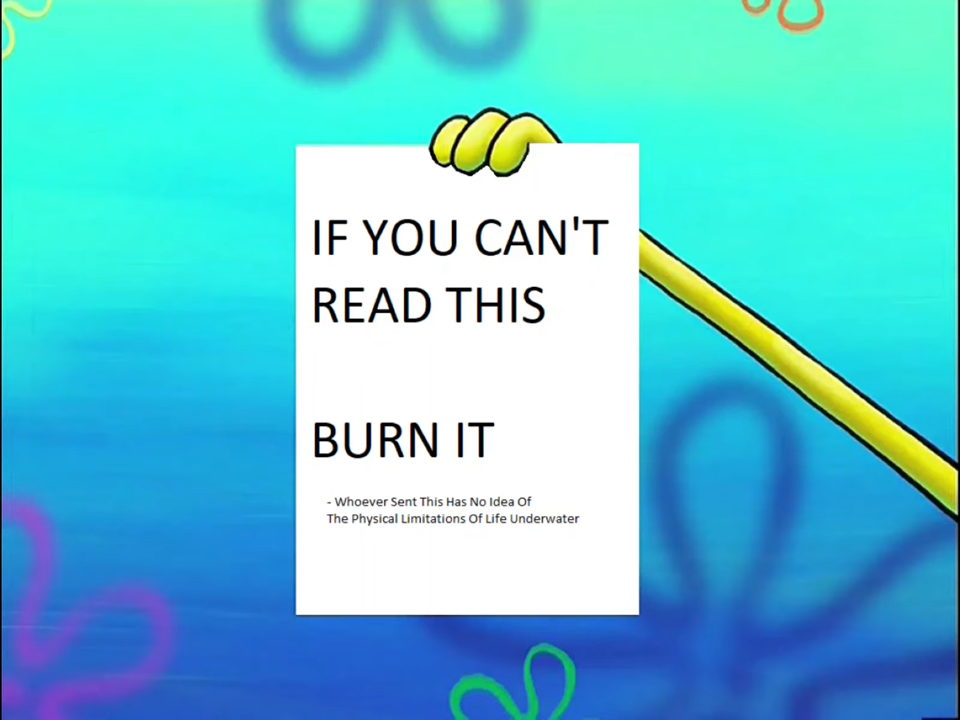 IF YOU CAN'T
READ THIS
BURN IT
- Whoever Sent This Has No Idea Of
The Physical Limitations Of Life Underwater